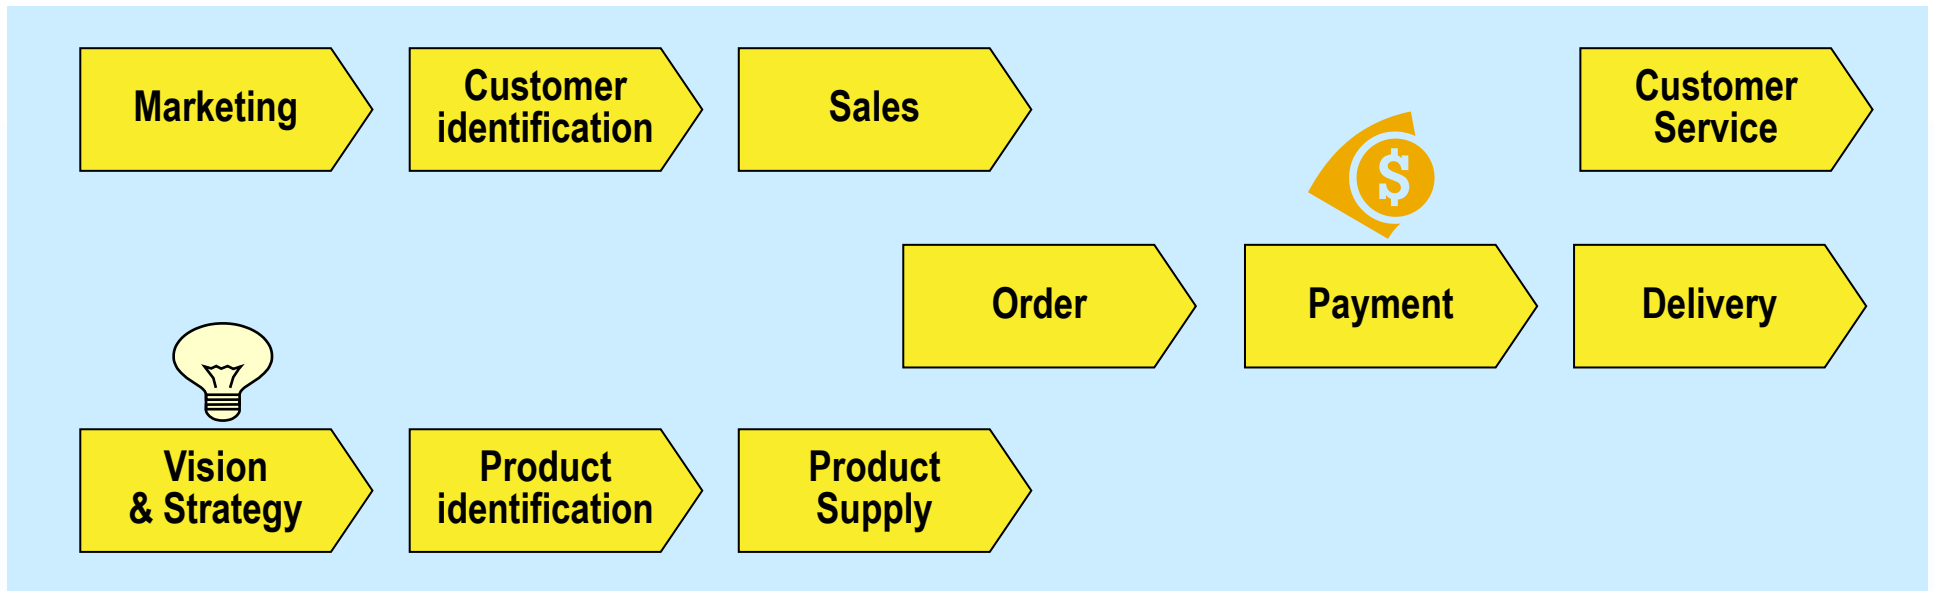 Marketing
Customer
identification
Sales
Customer
Service
$
Order
Payment
Delivery
Vision
& Strategy
Product
identification
Product
Supply